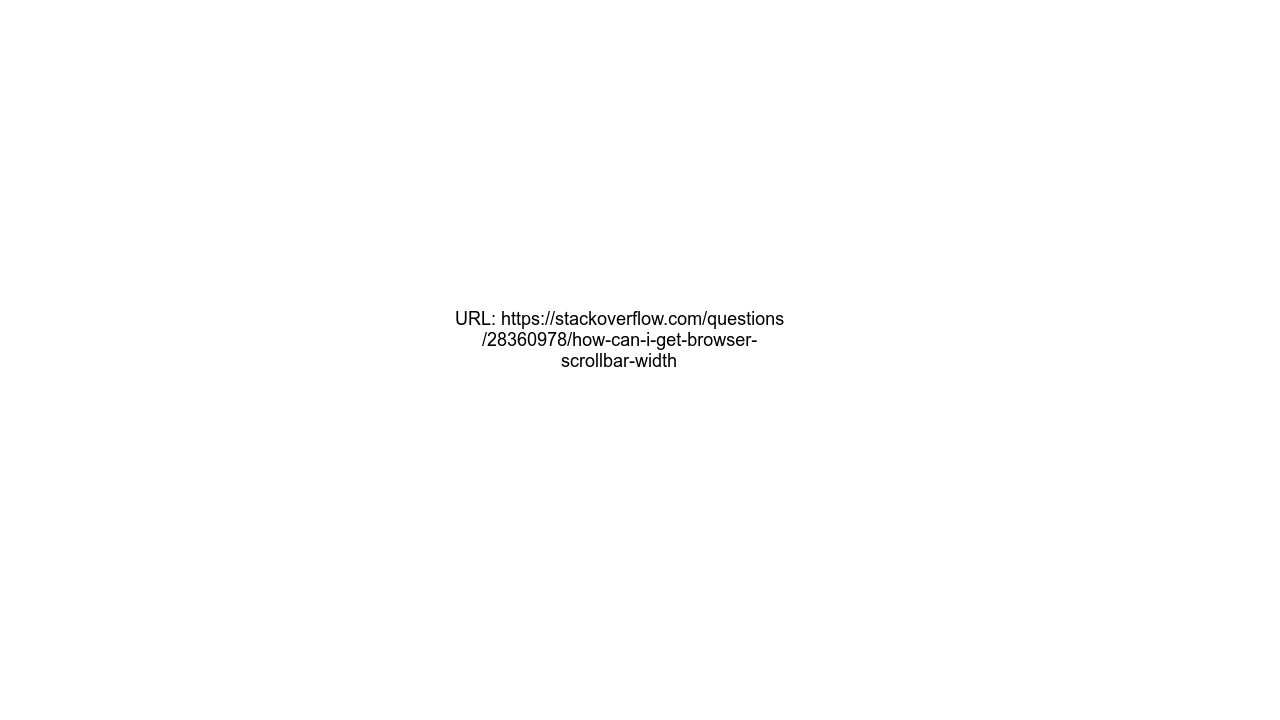 URL: https://stackoverflow.com/questions
/28360978/how-can-i-get-browser-
scrollbar-width